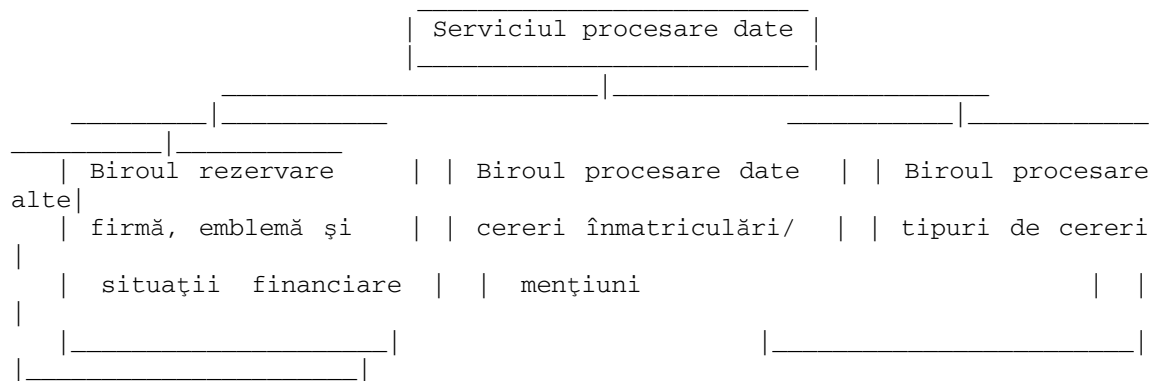 Serviciul procesare date
Biroul rezervare Biroul procesare date Biroul procesare
alte
firmă, emblemă şi cereri înmatriculări/ tipuri de cereri
situaţii financiare menţiuni